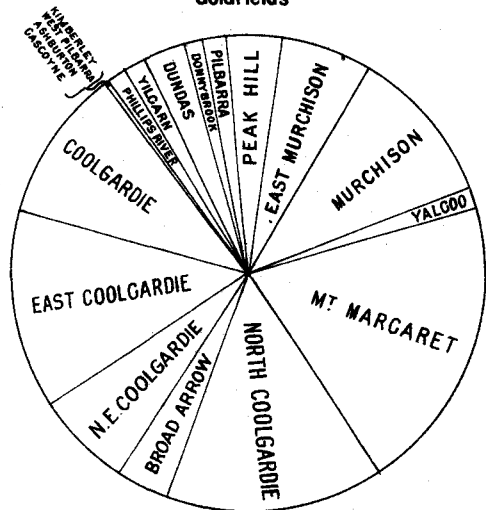 Goldfields
KIMBERLEY
WEST PILBARRA
ASHBURTON
GASCOYNE
PHILLIPS RIVER
YILGARN
DUNDAS
DONNYBROOK
PILBARRA
PEAK HILL
EAST MURCHISON
MURCHISON
YALGOO
MT MARGARET
NORTH COOLGARDIE
BROAD ARROW
N.E. COOLGARDIE
EAST COOLGARDIE
COOLGARDIE